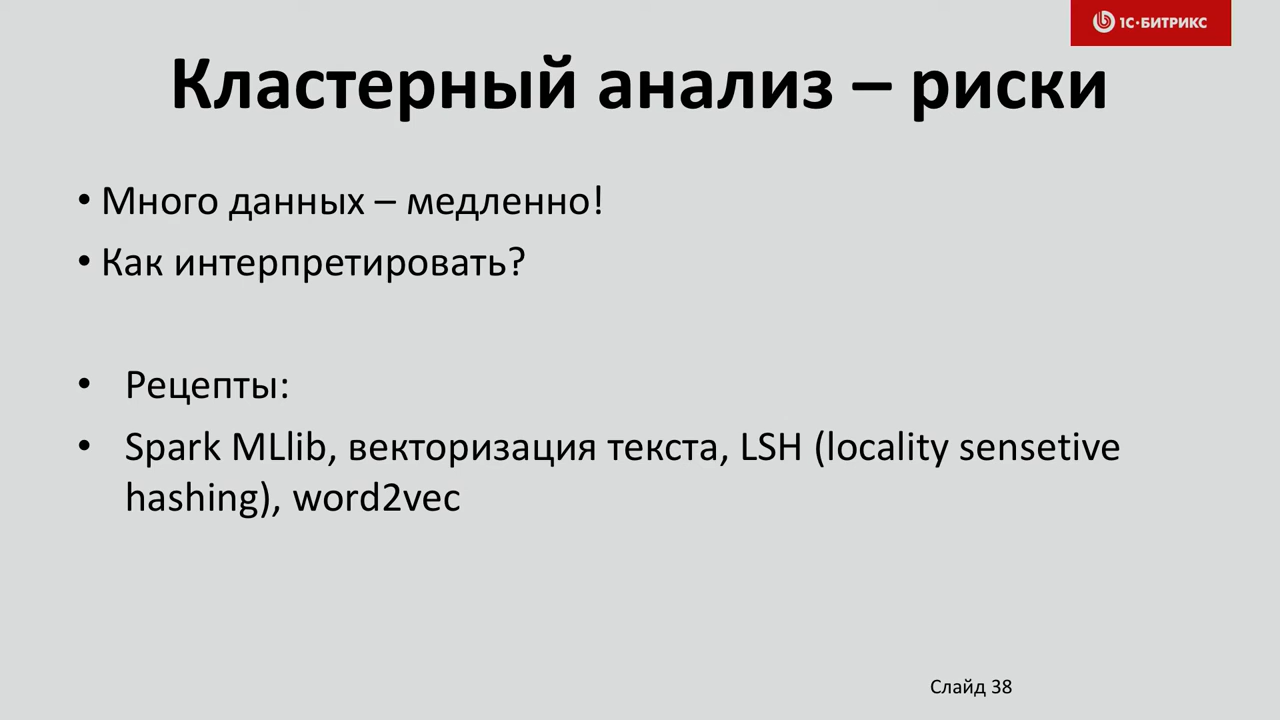 1С·БИТРИКС
Кластерный анализ – риски
• Много данных – медленно!
• Как интерпретировать?
• Рецепты:
• Spark MLlib, векторизация текста, LSH (locality sensetive
hashing), word2vec
Слайд 38